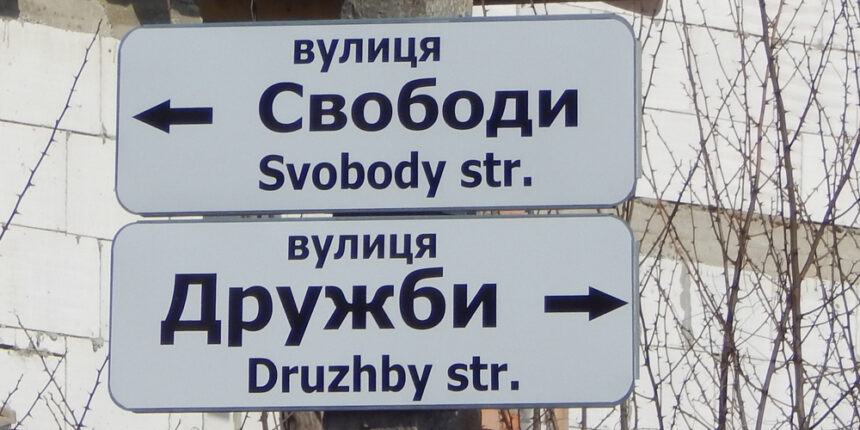 вулиця
Свободи
Svobody str.
вулиця
Дружби
Druzhby str.